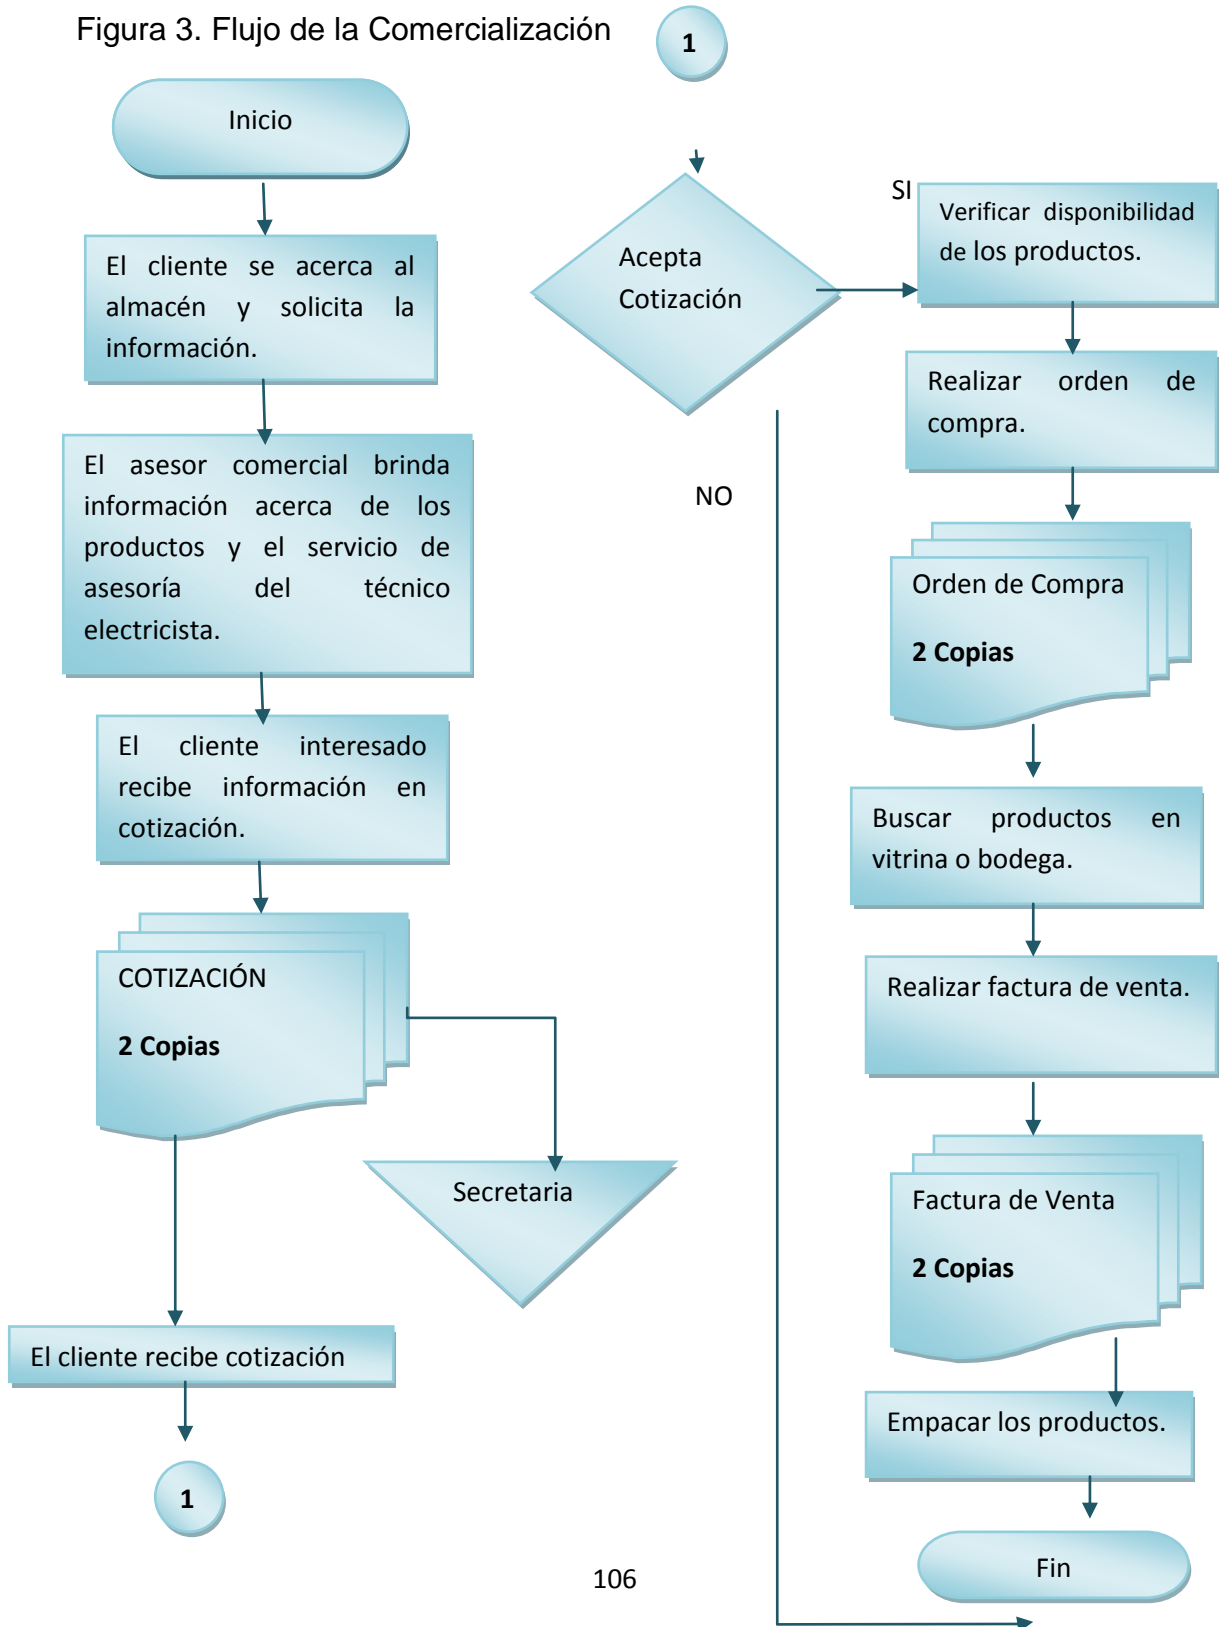 Figura 3. Flujo de la Comercialización
Inicio
El cliente se acerca al
almacén y solicita la
información.
El asesor comercial brinda
información acerca de los
productos y el servicio de
asesoría del técnico
electricista.
El cliente interesado
recibe información en
cotización.
COTIZACIÓN
2 Copias
Secretaria
El cliente recibe cotización
1
1
Acepta
Cotización
SI
NO
Verificar disponibilidad
de los productos.
Realizar orden de
compra.
Orden de Compra
2 Copias
Buscar productos en
vitrina o bodega.
Realizar factura de venta.
Factura de Venta
2 Copias
Empacar los productos.
Fin
106